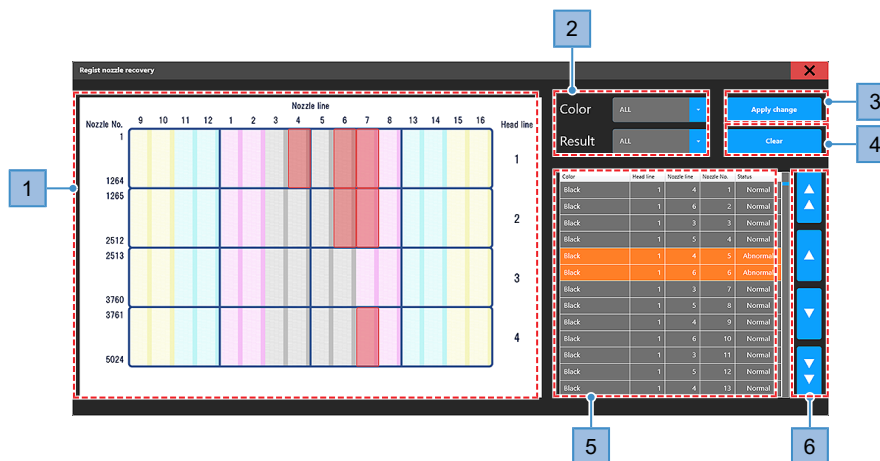 2
Regist nozzle recovery
Nozzle line
Nozzle No. 9 10 11 12 1 2 3 4 5 6 7 8 13 14 15 16 Head line
1
1264
1265
2512
2513
3760
3761
5024
1
2
3
4
Color ALL
Result ALL
Apply change
Clear
3
4
1
Color Head line Nozzle line Nozzle No. Status
Black 1 4 1 Normal
Black 1 6 2 Normal
Black 1 3 3 Normal
Black 1 5 4 Normal
Black 1 4 5 Abnormal
Black 1 6 6 Abnormal
Black 1 3 7 Normal
Black 1 5 8 Normal
Black 1 4 9 Normal
Black 1 6 10 Normal
Black 1 3 11 Normal
Black 1 5 12 Normal
Black 1 4 13 Normal
5
6